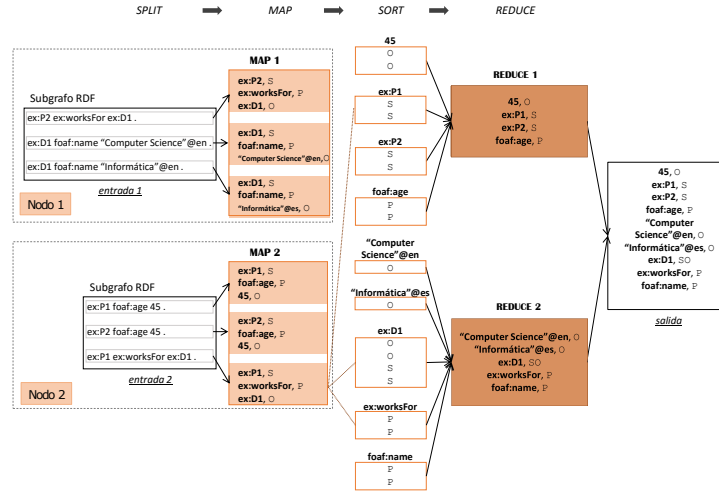 SPLIT
MAP
SORT
REDUCE
MAP 1
Subgrafo RDF
ex:P2 ex:worksFor ex:D1 .
ex:D1 foaf:name “Computer Science”@en .
ex:D1 foaf:name “Informática”@en .
entrada 1
Nodo 1
ex:P2, S
ex:worksFor, P
ex:D1, O
ex:D1, S
foaf:name, P
“Computer Science”@en, O
ex:D1, S
foaf:name, P
“Informática”@es, O
MAP 2
Subgrafo RDF
ex:P1 foaf:age 45 .
ex:P2 foaf:age 45 .
ex:P1 ex:worksFor ex:D1 .
entrada 2
Nodo 2
ex:P1, S
foaf:age, P
45, O
ex:P2, S
foaf:age, P
45, O
ex:P1, S
ex:worksFor, P
ex:D1, O
45
O
O
ex:P1
S
S
ex:P2
S
S
foaf:age
P
P
“Computer
Science”@en
O
“Informática”@es
O
ex:D1
O
O
S
S
ex:worksFor
P
P
foaf:name
P
P
REDUCE 1
45, O
ex:P1, S
ex:P2, S
foaf:age, P
REDUCE 2
“Computer Science”@en, O
“Informática”@es, O
ex:D1, SO
ex:worksFor, P
foaf:name, P
45, O
ex:P1, S
ex:P2, S
foaf:age, P
“Computer
Science”@en, O
“Informática”@es, O
ex:D1, SO
ex:worksFor, P
foaf:name, P
salida